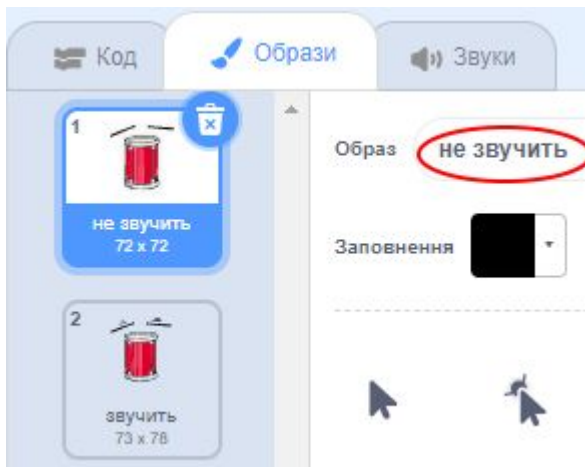 Код
Образи
Звуки
1
не звучить
72 x 72
2
звучить
73 x 78
Образ
не звучить
Заповнення